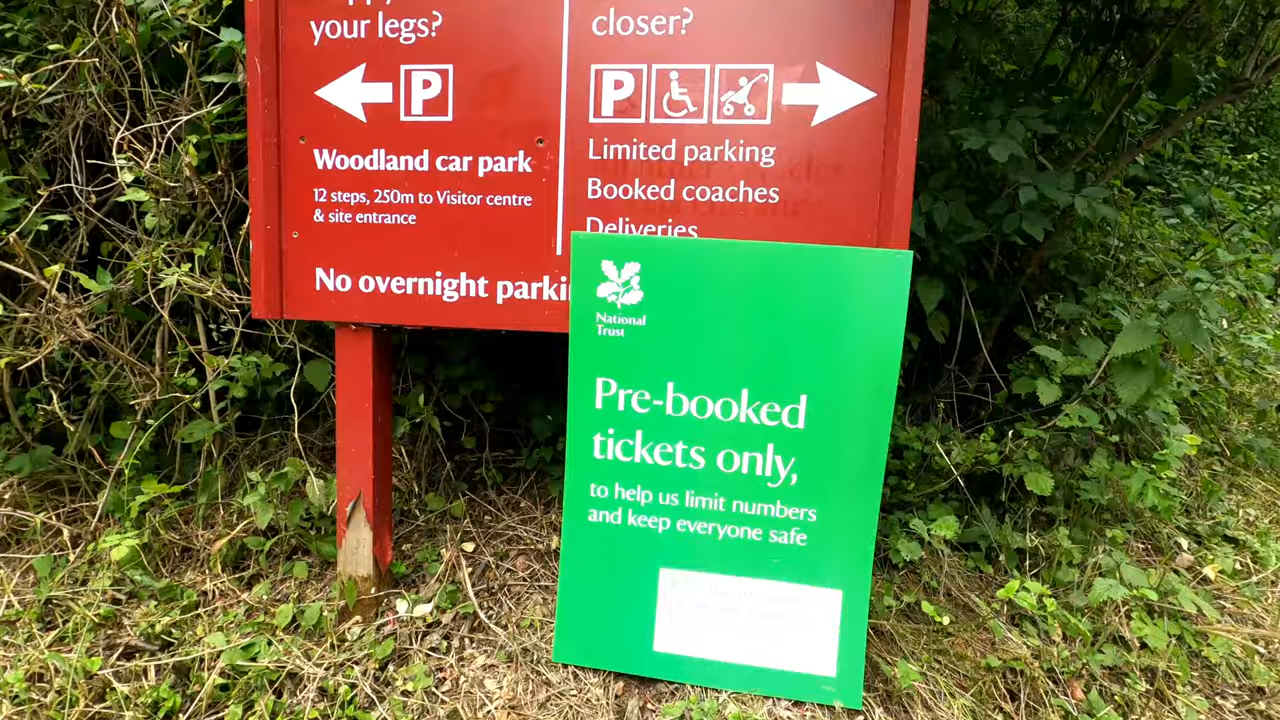 your legs?
P
Woodland car park
12 steps, 250m to Visitor centre
& site entrance
No overnight
closer?
P
Limited parking
Booked coaches
Deliveries
National
Trust
Pre-booked
tickets only,
to help us limit numbers
and keep everyone safe